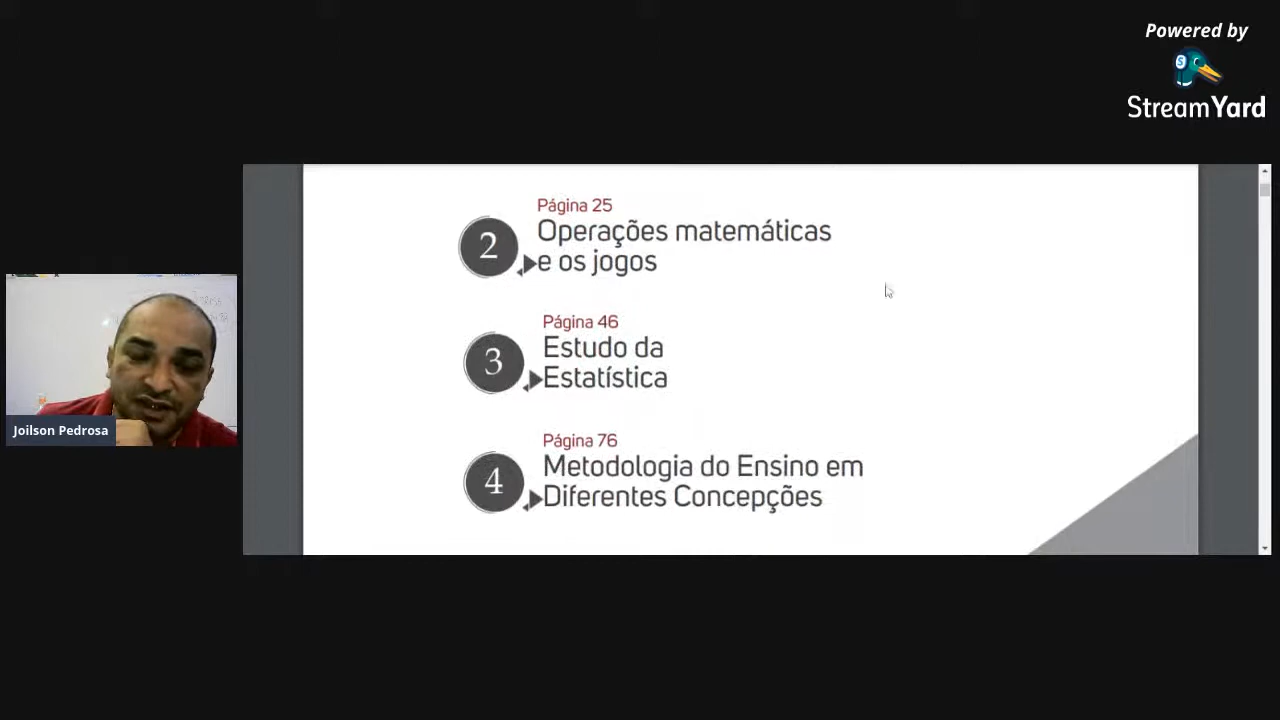 Powered by
StreamYard
Página 25
2
Operações matemáticas
e os jogos
Página 46
3
Estudo da
Estatística
Página 76
4
Metodologia do Ensino em
Diferentes Concepções
Joilson Pedrosa